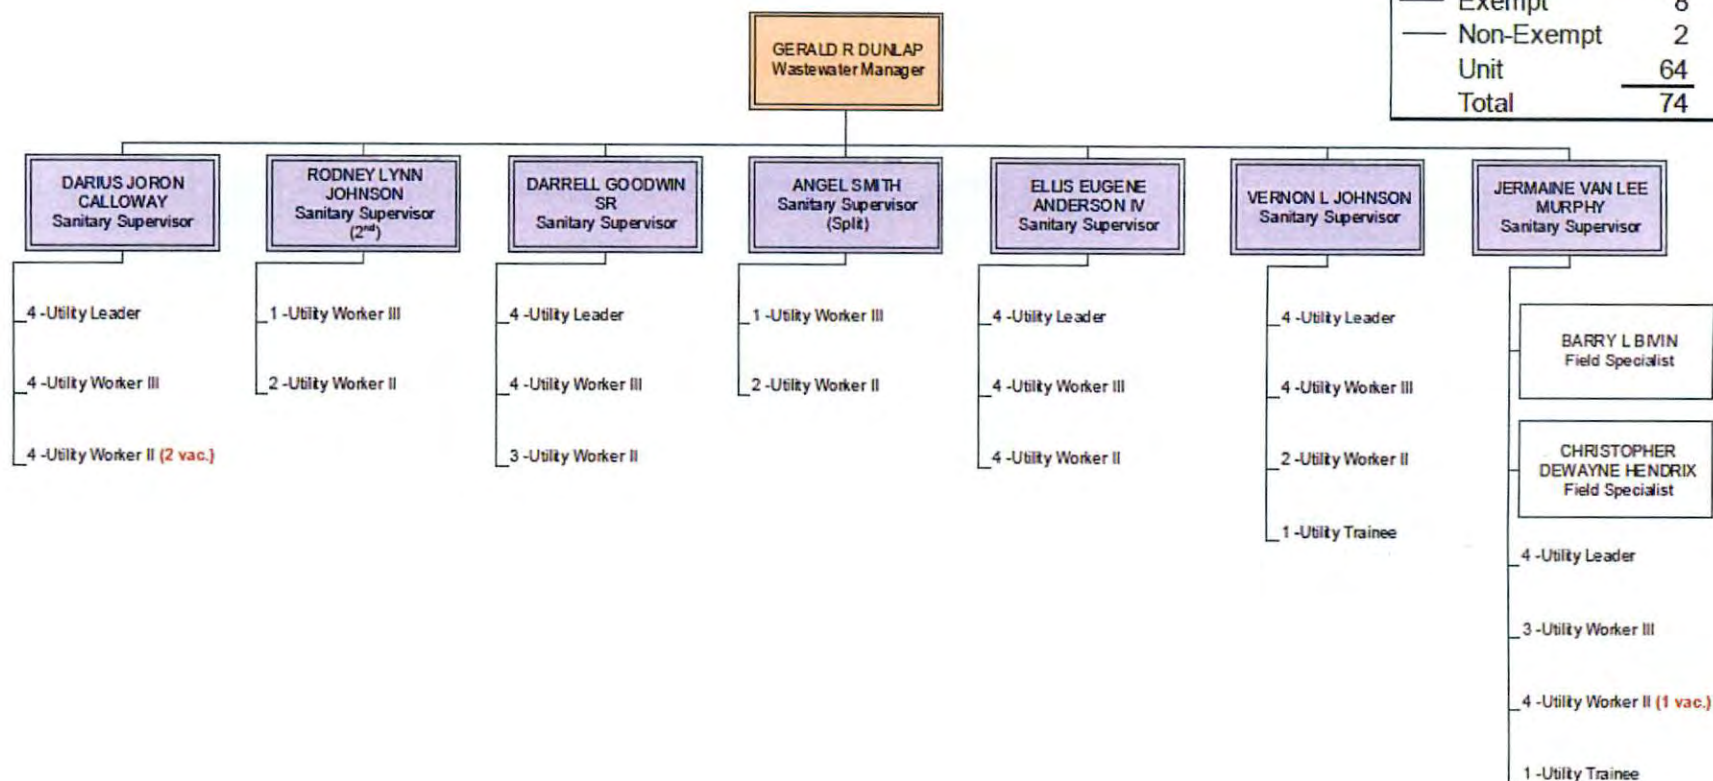 Exempt 8
Non-Exempt 2
Unit 64
Total 74
GERALD R DUNLAP
Wastewater Manager
DARIUS JORON
CALLOWAY
Sanitary Supervisor
RODNEY LYNN
JOHNSON
Sanitary Supervisor
(2nd)
DARRELL GOODWIN
SR
Sanitary Supervisor
ANGEL SMITH
Sanitary Supervisor
(Split)
ELLIS EUGENE
ANDERSON IV
Sanitary Supervisor
VERNON L JOHNSON
Sanitary Supervisor
JERMAINE VAN LEE
MURPHY
Sanitary Supervisor
4 -Utility Leader
4 -Utility Worker III
4 -Utility Worker II (2 vac.)
1 -Utility Worker III
2 -Utility Worker II
4 -Utility Leader
4 -Utility Worker III
3 -Utility Worker II
1 -Utility Worker III
2 -Utility Worker II
4 -Utility Leader
4 -Utility Worker III
4 -Utility Worker II
4 -Utility Leader
4 -Utility Worker III
2 -Utility Worker II
1 -Utility Trainee
BARRY L BIVIN
Field Specialist
CHRISTOPHER
DEWAYNE HENDRIX
Field Specialist
4 -Utility Leader
3 -Utility Worker III
4 -Utility Worker II (1 vac.)
1 -Utility Trainee